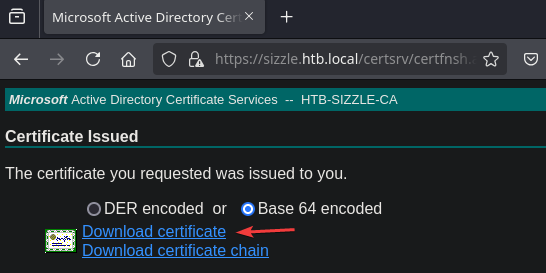 Microsoft Active Directory Cert
https://sizzle.htb.local/certsrv/certfnsh.a
Microsoft Active Directory Certificate Services -- HTB-SIZZLE-CA
Certificate Issued
The certificate you requested was issued to you.
DER encoded or Base 64 encoded
Download certificate
Download certificate chain